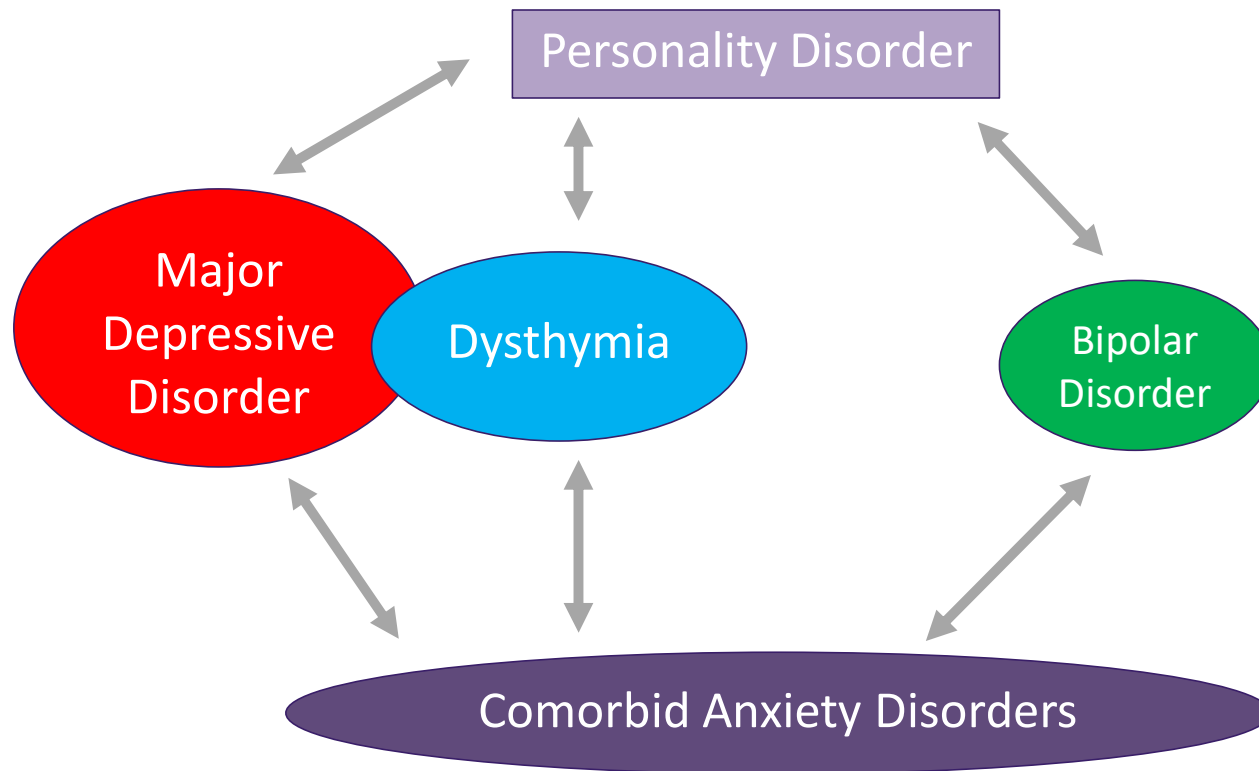 Personality Disorder
Major
Depressive
Disorder
Dysthymia
Bipolar
Disorder
Comorbid Anxiety Disorders